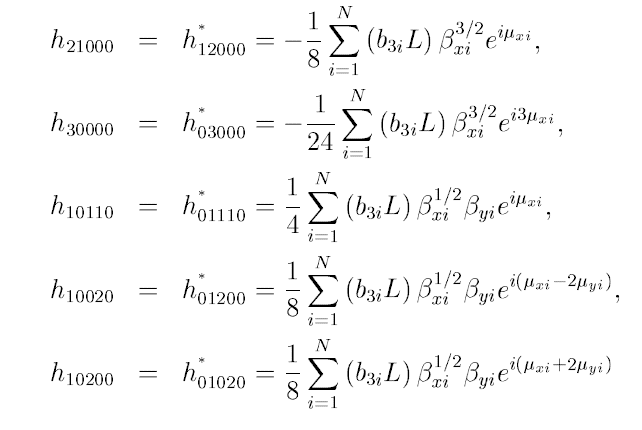 h_{21000} = h^{*}_{12000} = -\frac{1}{8} \sum_{i=1}^{N} (b_{3i}L) \beta_{xi}^{3/2} e^{i\mu_{xi}},
h_{30000} = h^{*}_{03000} = -\frac{1}{24} \sum_{i=1}^{N} (b_{3i}L) \beta_{xi}^{3/2} e^{i3\mu_{xi}},
h_{10110} = h^{*}_{01110} = \frac{1}{4} \sum_{i=1}^{N} (b_{3i}L) \beta_{xi}^{1/2} \beta_{yi} e^{i\mu_{xi}},
h_{10020} = h^{*}_{01200} = \frac{1}{8} \sum_{i=1}^{N} (b_{3i}L) \beta_{xi}^{1/2} \beta_{yi} e^{i(\mu_{xi}-2\mu_{yi})},
h_{10200} = h^{*}_{01020} = \frac{1}{8} \sum_{i=1}^{N} (b_{3i}L) \beta_{xi}^{1/2} \beta_{yi} e^{i(\mu_{xi}+2\mu_{yi})}